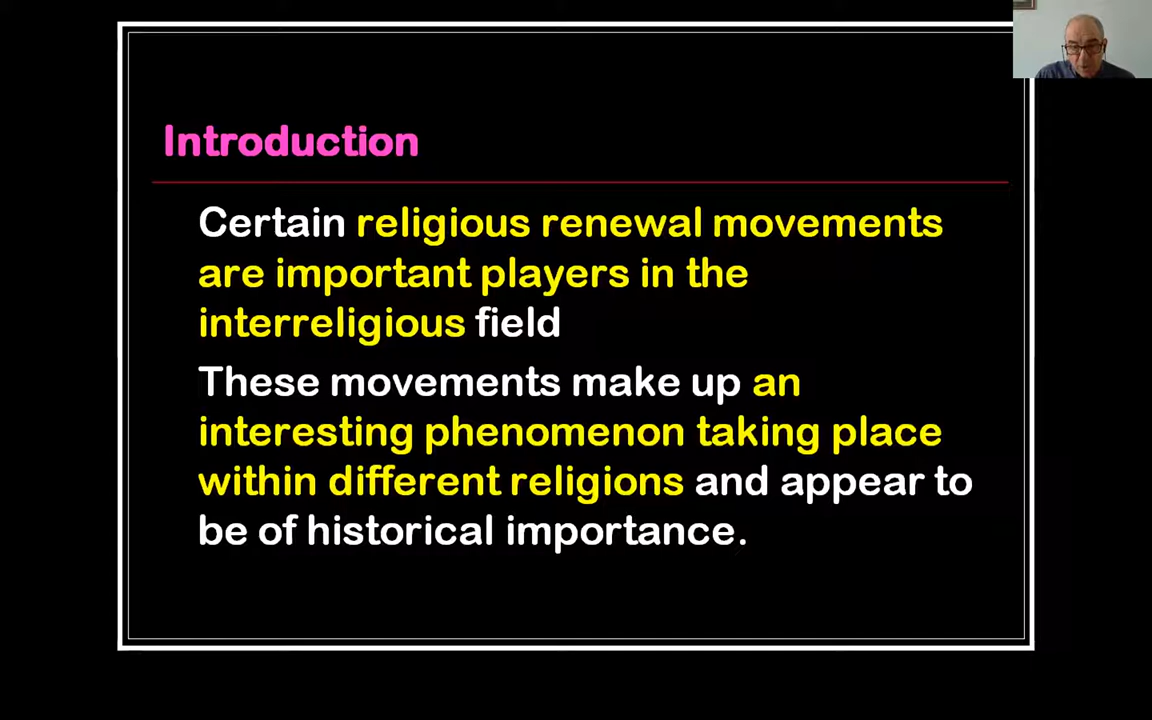 Introduction
Certain religious renewal movements
are important players in the
interreligious field
These movements make up an
interesting phenomenon taking place
within different religions and appear to
be of historical importance.